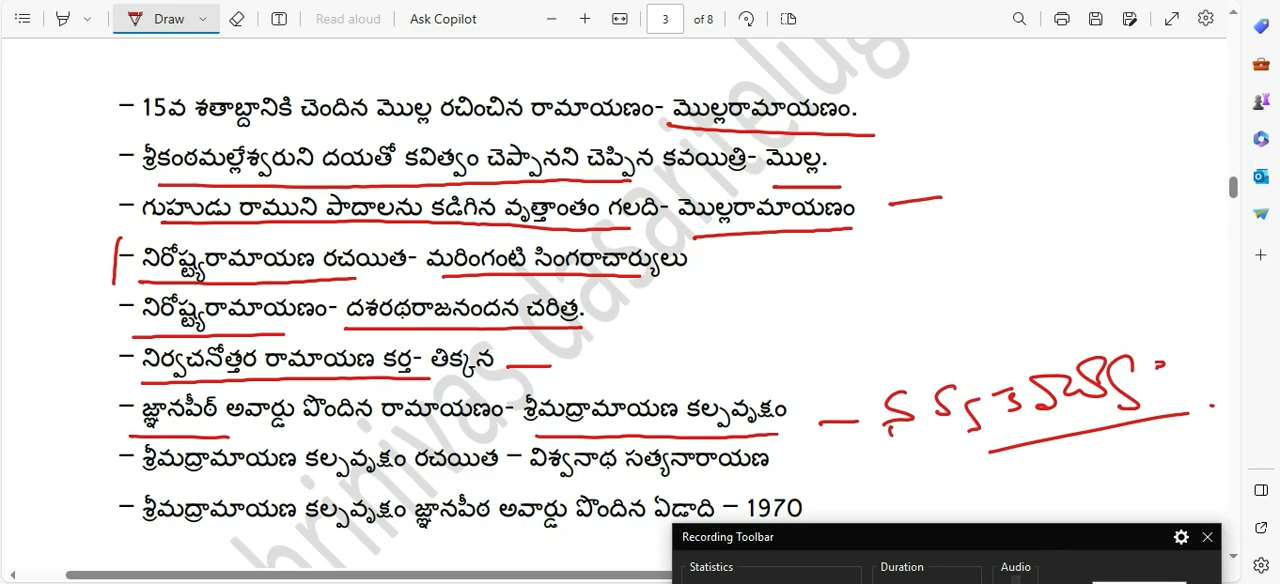 Draw
Read aloud
Ask Copilot
3 of 8
– 15వ శతాబ్దానికి చెందిన మొల్ల రచించిన రామాయణం- మొల్లరామాయణం.
– శ్రీకంఠమల్లేశ్వరుని దయతో కవిత్వం చెప్పానని చెప్పిన కవయిత్రి- మొల్ల.
– గుహుడు రాముని పాదాలను కడిగిన వృత్తాంతం గలది- మొల్లరామాయణం
– నిరోష్ట్యరామాయణ రచయిత- మరింగంటి సింగరాచార్యులు
– నిరోష్ట్యరామాయణం- దశరథరాజనందన చరిత్ర.
– నిర్వచనోత్తర రామాయణ కర్త- తిక్కన
– జ్ఞానపీఠ్ అవార్డు పొందిన రామాయణం- శ్రీమద్రామాయణ కల్పవృక్షం
– శ్రీమద్రామాయణ కల్పవృక్షం రచయిత – విశ్వనాథ సత్యనారాయణ
– శ్రీమద్రామాయణ కల్పవృక్షం జ్ఞానపీఠ అవార్డు పొందిన ఏడాది – 1970
hrinivas dasaritelug
Recording Toolbar
Statistics
Duration
Audio